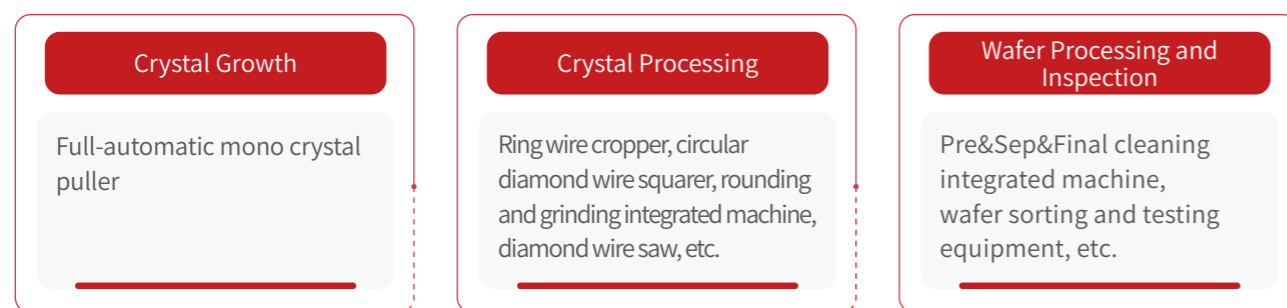 Crystal Growth
Full-automatic mono crystal
puller
Crystal Processing
Ring wire cropper, circular
diamond wire squarer, rounding
and grinding integrated machine,
diamond wire saw, etc.
Wafer Processing and
Inspection
Pre&Sep&Final cleaning
integrated machine,
wafer sorting and testing
equipment, etc.